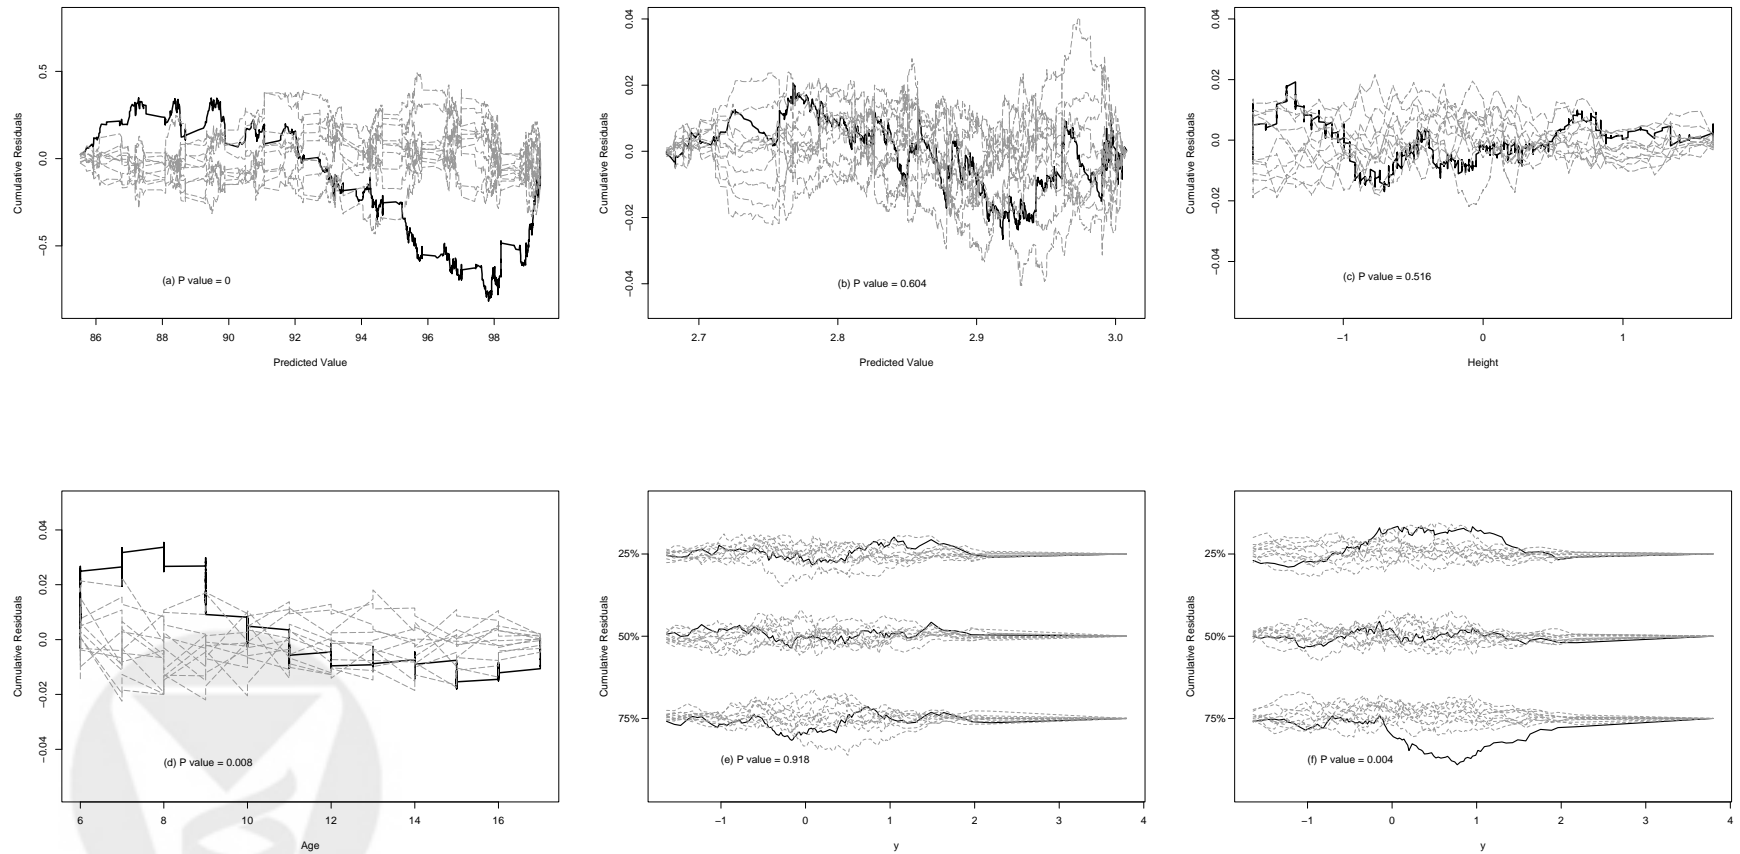 Cumulative Residuals
0.5
0.0
−0.5
(a) P value = 0
86 88 90 92 94 96 98
Predicted Value
Cumulative Residuals
0.04
0.02
0.0
−0.02
−0.04
(b) P value = 0.604
2.7 2.8 2.9 3.0
Predicted Value
Cumulative Residuals
0.04
0.02
0.0
−0.02
−0.04
(c) P value = 0.516
−1 0 1
Height
Cumulative Residuals
0.04
0.02
0.0
−0.02
−0.04
(d) P value = 0.008
6 8 10 12 14 16
Age
Cumulative Residuals
25%
50%
75%
(e) P value = 0.918
−1 0 1 2 3 4
y
Cumulative Residuals
25%
50%
75%
(f) P value = 0.004
−1 0 1 2 3 4
y